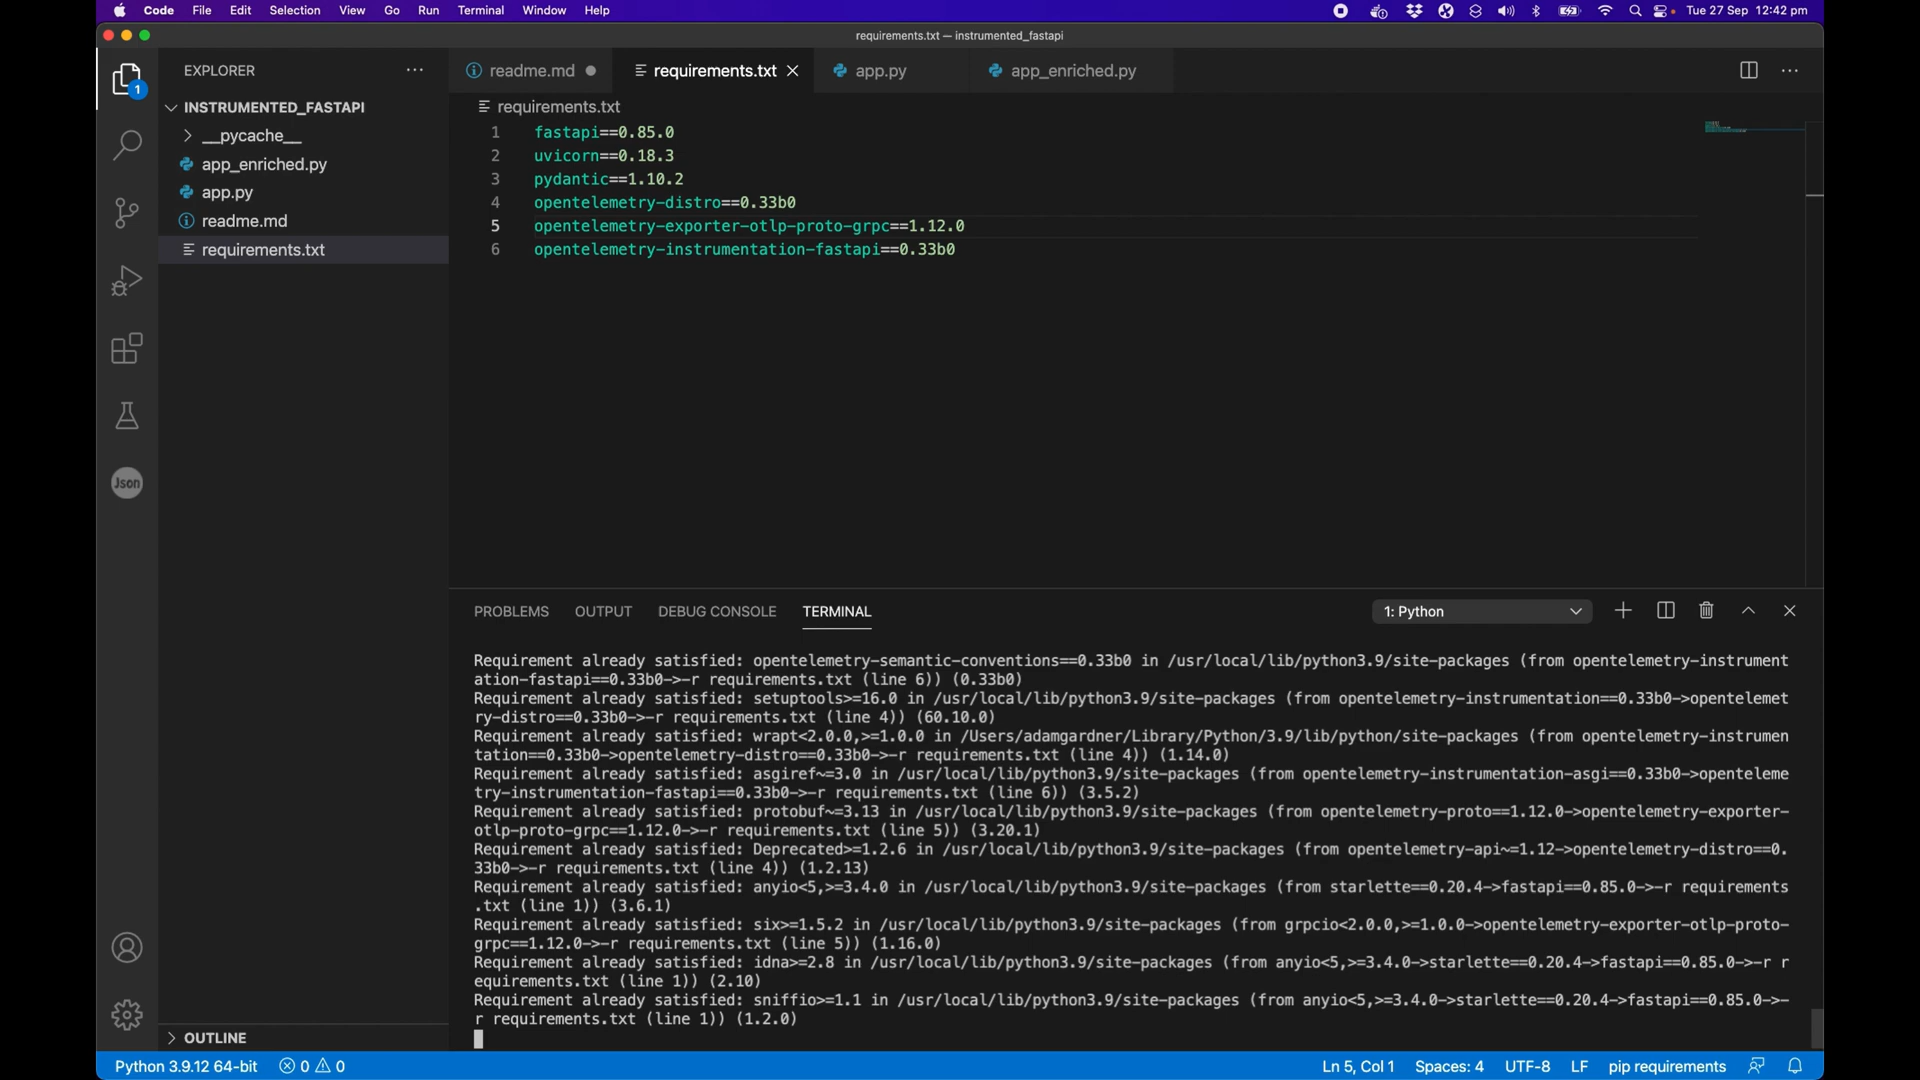 Code File Edit Selection View Go Run Terminal Window Help Tue 27 Sep 12:42 pm
requirements.txt — instrumented_fastapi
EXPLORER
readme.md requirements.txt app.py app_enriched.py
1
INSTRUMENTED_FASTAPI
__pycache__
app_enriched.py
app.py
readme.md
requirements.txt
Json
OUTLINE
requirements.txt
1 fastapi==0.85.0
2 uvicorn==0.18.3
3 pydantic==1.10.2
4 opentelemetry-distro==0.33b0
5 opentelemetry-exporter-otlp-proto-grpc==1.12.0
6 opentelemetry-instrumentation-fastapi==0.33b0
PROBLEMS OUTPUT DEBUG CONSOLE TERMINAL 1: Python
Requirement already satisfied: opentelemetry-semantic-conventions==0.33b0 in /usr/local/lib/python3.9/site-packages (from opentelemetry-instrument
ation-fastapi==0.33b0->-r requirements.txt (line 6)) (0.33b0)
Requirement already satisfied: setuptools>=16.0 in /usr/local/lib/python3.9/site-packages (from opentelemetry-instrumentation==0.33b0->opentelemet
ry-distro==0.33b0->-r requirements.txt (line 4)) (60.10.0)
Requirement already satisfied: wrapt<2.0.0,>=1.0.0 in /Users/adamgardner/Library/Python/3.9/lib/python/site-packages (from opentelemetry-instrumen
tation==0.33b0->opentelemetry-distro==0.33b0->-r requirements.txt (line 4)) (1.14.0)
Requirement already satisfied: asgiref~=3.0 in /usr/local/lib/python3.9/site-packages (from opentelemetry-instrumentation-asgi==0.33b0->openteleme
try-instrumentation-fastapi==0.33b0->-r requirements.txt (line 6)) (3.5.2)
Requirement already satisfied: protobuf~=3.13 in /usr/local/lib/python3.9/site-packages (from opentelemetry-proto==1.12.0->opentelemetry-exporter-
otlp-proto-grpc==1.12.0->-r requirements.txt (line 5)) (3.20.1)
Requirement already satisfied: Deprecated>=1.2.6 in /usr/local/lib/python3.9/site-packages (from opentelemetry-api~=1.12->opentelemetry-distro==0.
33b0->-r requirements.txt (line 4)) (1.2.13)
Requirement already satisfied: anyio<5,>=3.4.0 in /usr/local/lib/python3.9/site-packages (from starlette==0.20.4->fastapi==0.85.0->-r requirements
.txt (line 1)) (3.6.1)
Requirement already satisfied: six>=1.5.2 in /usr/local/lib/python3.9/site-packages (from grpcio<2.0.0,>=1.0.0->opentelemetry-exporter-otlp-proto-
grpc==1.12.0->-r requirements.txt (line 5)) (1.16.0)
Requirement already satisfied: idna>=2.8 in /usr/local/lib/python3.9/site-packages (from anyio<5,>=3.4.0->starlette==0.20.4->fastapi==0.85.0->-r r
equirements.txt (line 1)) (2.10)
Requirement already satisfied: sniffio>=1.1 in /usr/local/lib/python3.9/site-packages (from anyio<5,>=3.4.0->starlette==0.20.4->fastapi==0.85.0->-
r requirements.txt (line 1)) (1.2.0)
Python 3.9.12 64-bit 0 0 Ln 5, Col 1 Spaces: 4 UTF-8 LF pip requirements